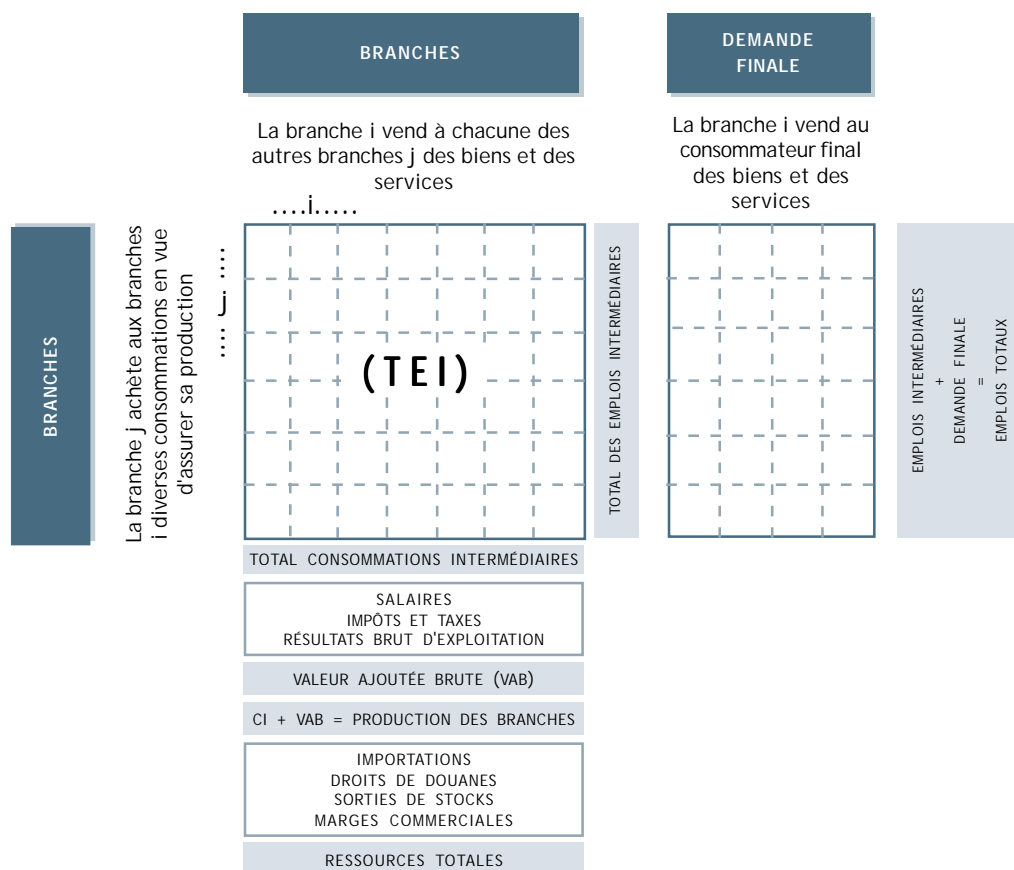 BRANCHES
DEMANDE
FINALE
La branche i vend à chacune des
autres branches j des biens et des
services
La branche i vend au
consommateur final
des biens et des
services
....i.....
BRANCHES
La branche j achète aux branches
i diverses consommations en vue
d'assurer sa production
.... j ....
(TEI)
TOTAL DES EMPLOIS INTERMÉDIAIRES
EMPLOIS INTERMÉDIAIRES
+
DEMANDE FINALE
=
EMPLOIS TOTAUX
TOTAL CONSOMMATIONS INTERMÉDIAIRES
SALAIRES
IMPÔTS ET TAXES
RÉSULTATS BRUT D'EXPLOITATION
VALEUR AJOUTÉE BRUTE (VAB)
CI + VAB = PRODUCTION DES BRANCHES
IMPORTATIONS
DROITS DE DOUANES
SORTIES DE STOCKS
MARGES COMMERCIALES
RESSOURCES TOTALES